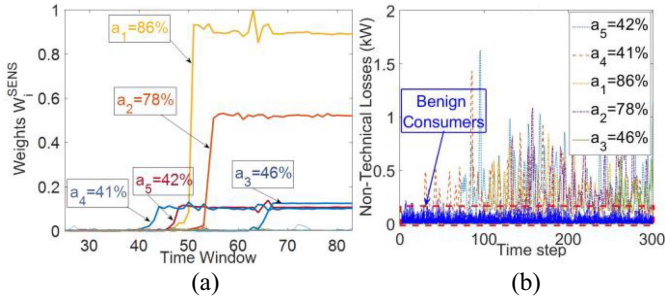 Weights W_i^SENS
1
0.8
0.6
0.4
0.2
0
30
40
50
60
70
80
Time Window
a₁=86%
a₂=78%
a₃=46%
a₅=42%
a₄=41%
(a)
Non-Technical Losses (kW)
2
1.5
1
0.5
0
0
100
200
300
Time step
Benign
Consumers
a₅=42%
a₄=41%
a₁=86%
a₂=78%
a₃=46%
(b)